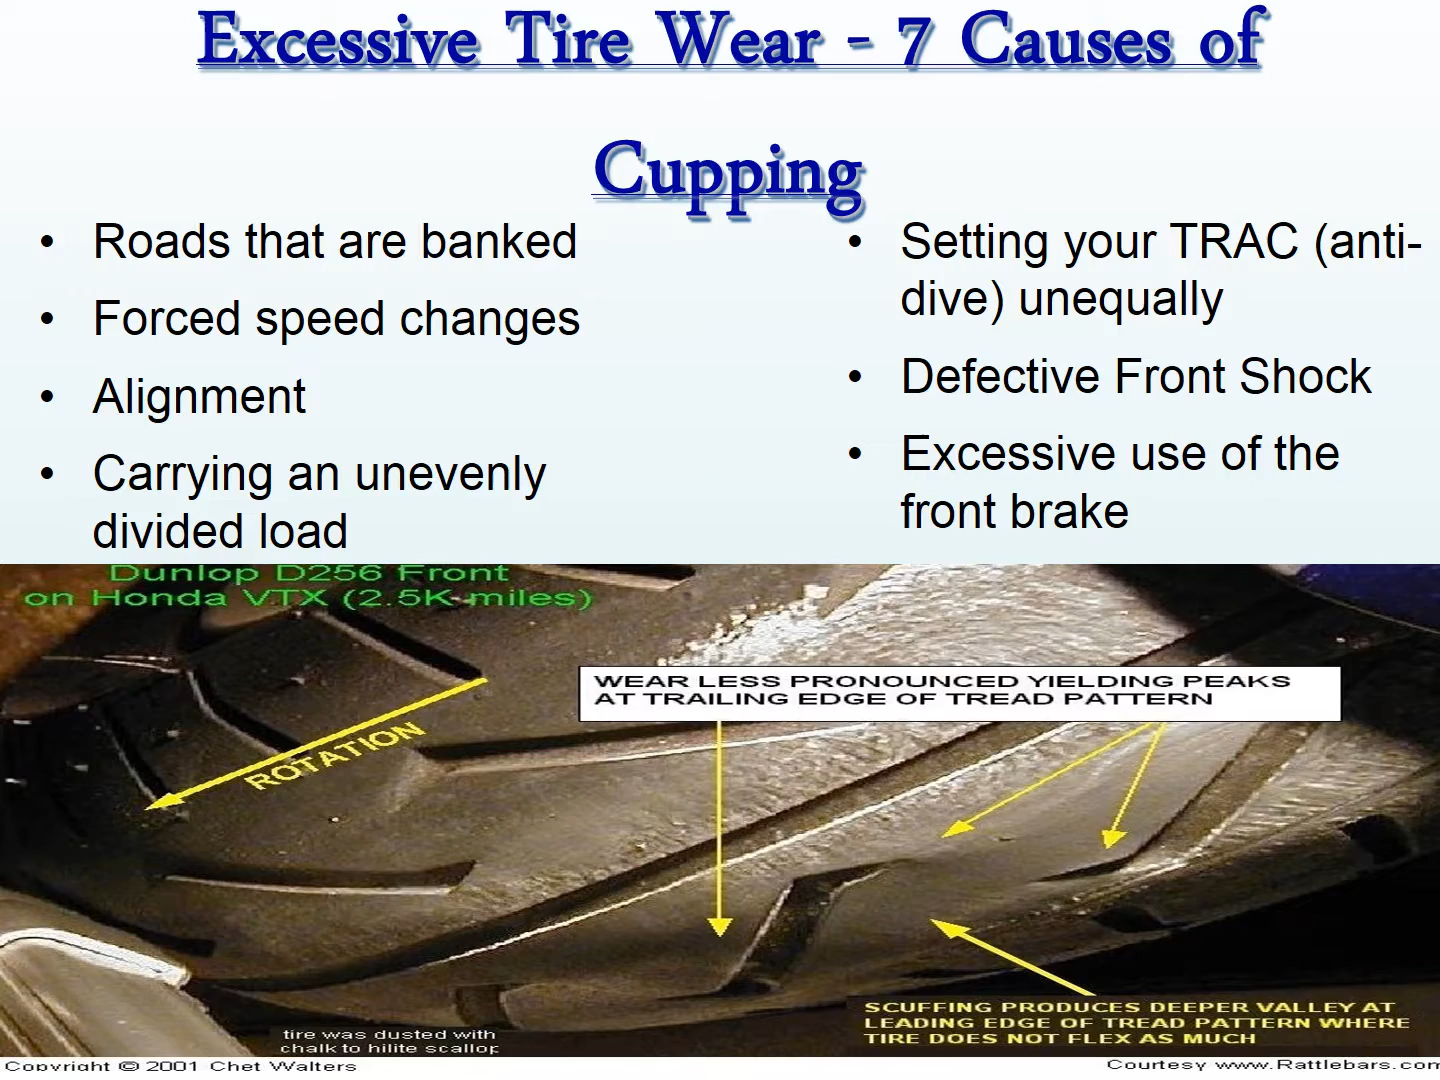 Excessive Tire Wear - 7 Causes of
Cupping
• Roads that are banked
• Forced speed changes
• Alignment
• Carrying an unevenly
divided load
• Setting your TRAC (anti-
dive) unequally
• Defective Front Shock
• Excessive use of the
front brake
Dunlop D256 Front
on Honda VTX (2.5K miles)
WEAR LESS PRONOUNCED YIELDING PEAKS
AT TRAILING EDGE OF TREAD PATTERN
ROTATION
SCUFFING PRODUCES DEEPER VALLEY AT
LEADING EDGE OF TREAD PATTERN WHERE
TIRE DOES NOT FLEX AS MUCH
tire was dusted with
chalk to hilite scallop
Copyright © 2001 Chet Walters
Courtesy www.Rattlebars.com